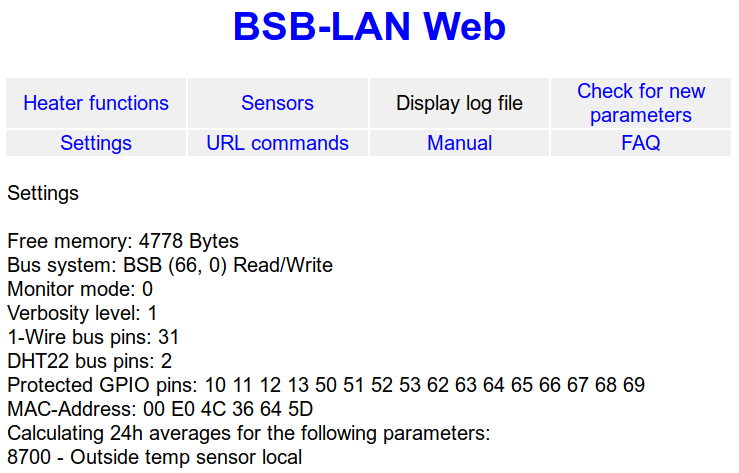 BSB-LAN Web
Heater functions
Sensors
Display log file
Check for new
parameters
Settings
URL commands
Manual
FAQ
Settings
Free memory: 4778 Bytes
Bus system: BSB (66, 0) Read/Write
Monitor mode: 0
Verbosity level: 1
1-Wire bus pins: 31
DHT22 bus pins: 2
Protected GPIO pins: 10 11 12 13 50 51 52 53 62 63 64 65 66 67 68 69
MAC-Address: 00 E0 4C 36 64 5D
Calculating 24h averages for the following parameters:
8700 - Outside temp sensor local